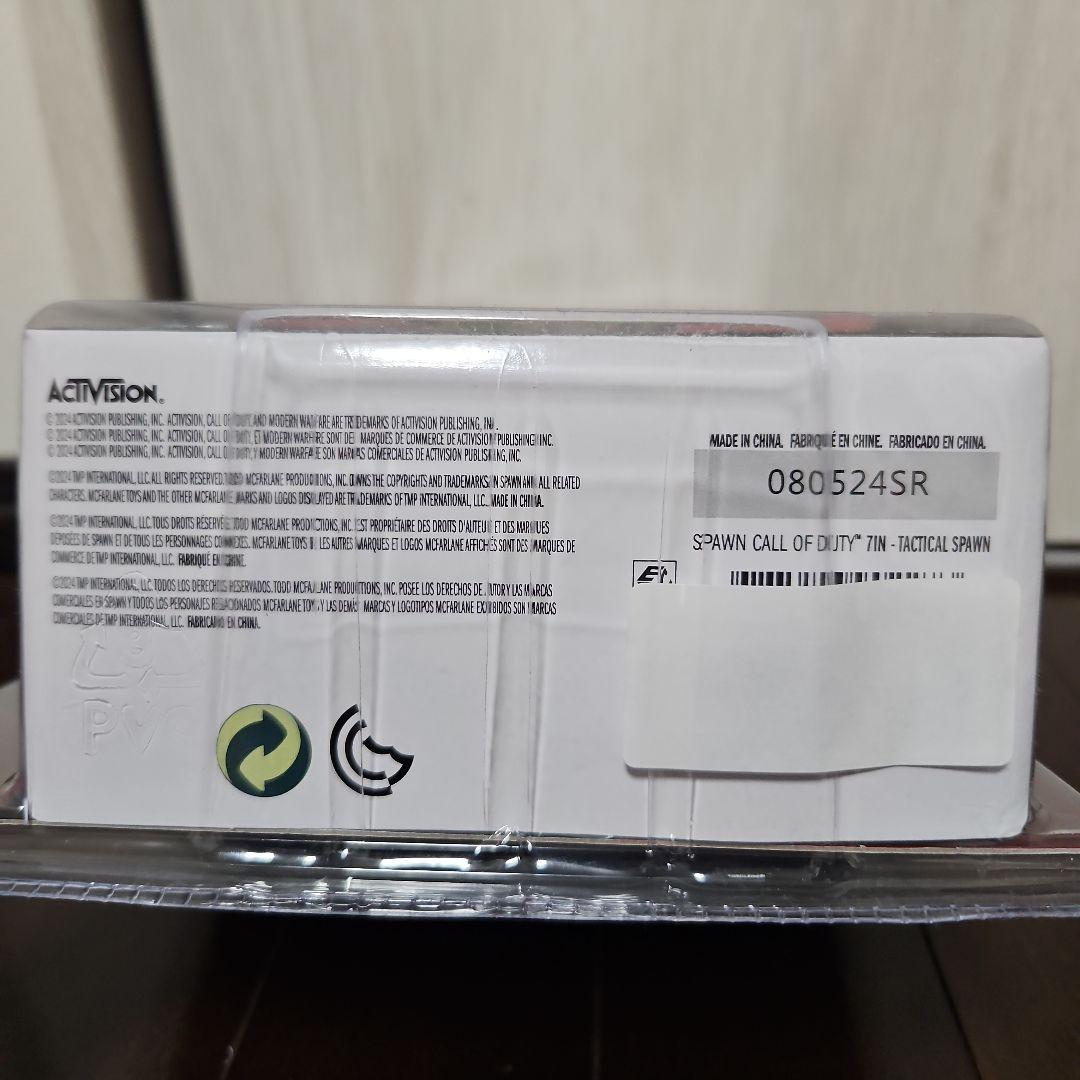 ACTIVISION®
© 2024 ACTIVISION PUBLISHING, INC. ACTIVISION, CALL OF DUTY, AND MODERN WARFARE ARE TRADEMARKS OF ACTIVISION PUBLISHING, INC.
© 2024 ACTIVISION PUBLISHING, INC. ACTIVISION, CALL OF DUTY, ET MODERN WARFARE SONT DES MARQUES DE COMMERCE DE ACTIVISION PUBLISHING INC.
© 2024 ACTIVISION PUBLISHING, INC. ACTIVISION, CALL OF DUTY, Y MODERN WARFARE SON MARCAS COMERCIALES DE ACTIVISION PUBLISHING, INC.
©2024 TMP INTERNATIONAL, LLC. ALL RIGHTS RESERVED. TODD MCFARLANE PRODUCTIONS, INC. OWNS THE COPYRIGHTS AND TRADEMARKS IN SPAWN AND ALL RELATED
CHARACTERS. MCFARLANE TOYS AND THE OTHER MCFARLANE MARKS AND LOGOS DISPLAYED ARE TRADEMARKS OF TMP INTERNATIONAL, LLC. MADE IN CHINA.
©2024 TMP INTERNATIONAL, LLC. TOUS DROITS RÉSERVÉS. TODD MCFARLANE PRODUCTIONS, INC. EST PROPRIÉTAIRE DES DROITS D'AUTEUR ET DES MARQUES
DÉPOSÉES DE SPAWN ET DE TOUS LES PERSONNAGES CONNEXES. MCFARLANE TOYS ET LES AUTRES MARQUES ET LOGOS MCFARLANE AFFICHÉS SONT DES MARQUES DE
COMMERCE DE TMP INTERNATIONAL, LLC. FABRIQUÉ EN CHINE.
©2024 TMP INTERNATIONAL, LLC. TODOS LOS DERECHOS RESERVADOS. TODD MCFARLANE PRODUCTIONS, INC. POSEE LOS DERECHOS DE AUTOR Y LAS MARCAS
COMERCIALES EN SPAWN Y TODOS LOS PERSONAJES RELACIONADOS MCFARLANE TOYS Y LAS DEMÁS MARCAS Y LOGOTIPOS MCFARLANE EXHIBIDOS SON MARCAS
COMERCIALES DE TMP INTERNATIONAL, LLC. FABRICADO EN CHINA.
PVC
MADE IN CHINA. FABRIQUÉ EN CHINE. FABRICADO EN CHINA.
080524SR
SPAWN CALL OF DUTY™ 7IN - TACTICAL SPAWN